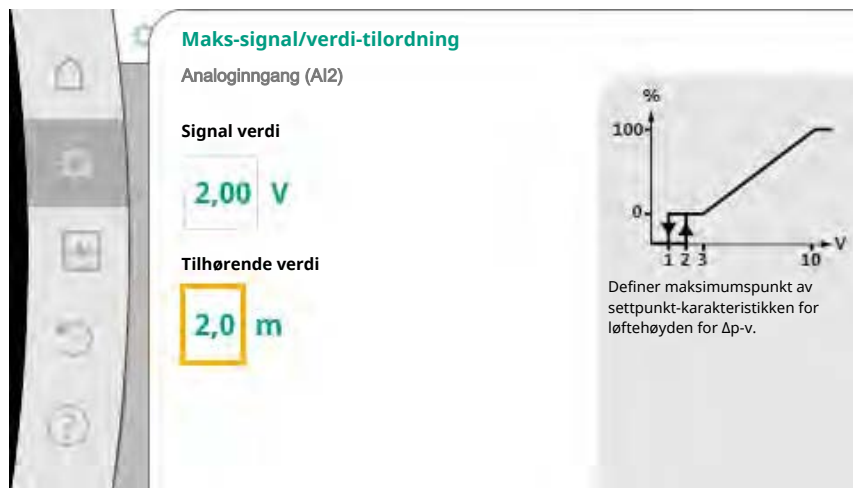 Maks-signal/verdi-tilordning
Analoginngang (AI2)
Signal verdi
2,00 V
Tilhørende verdi
2,0 m
%
100
0
1 2 3 10
V
Definer maksimumspunkt av
settpunkt-karakteristikken for
løftehøyden for Δp-v.
?